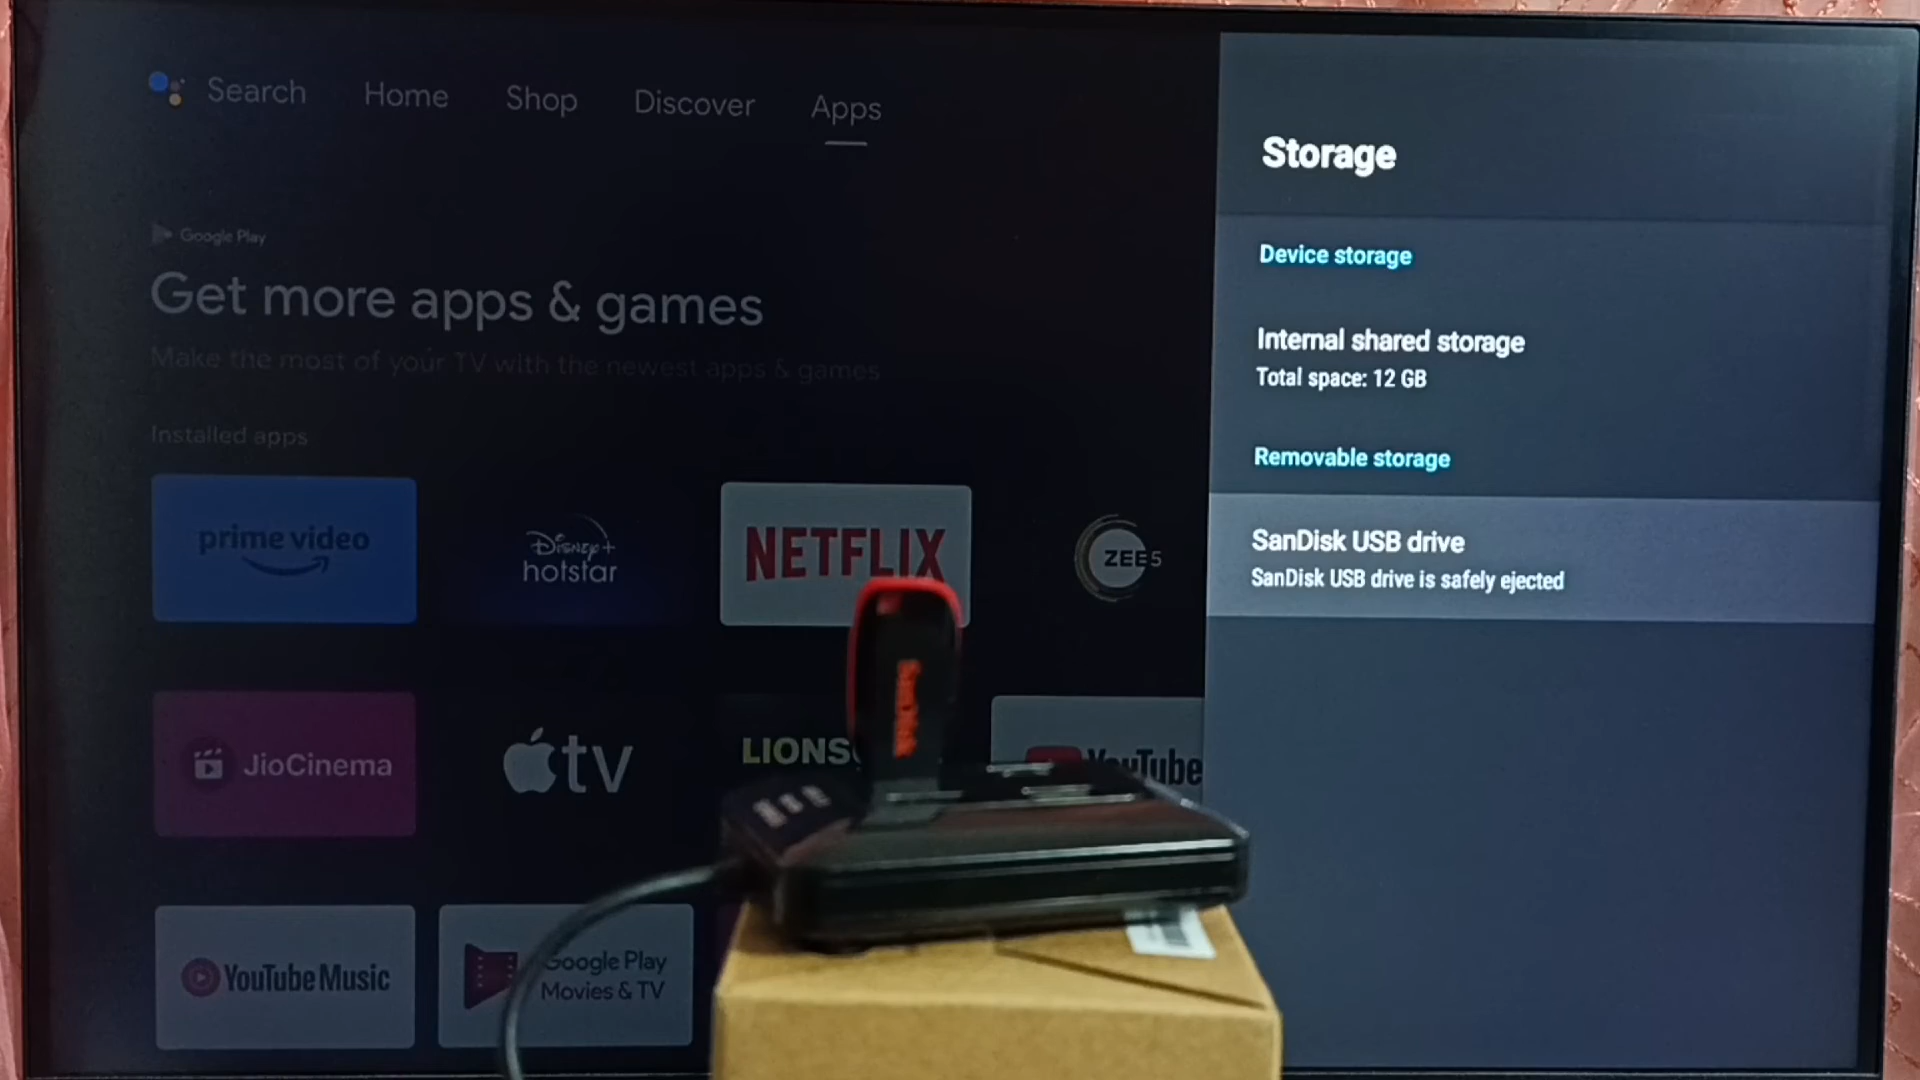 Search Home Shop Discover Apps
Google Play
Get more apps & games
Make the most of your TV with the newest apps & games
Installed apps
prime video
Disney+
hotstar
NETFLIX
ZEE5
JioCinema
tv
LIONS
YouTube
YouTube Music
Google Play
Movies & TV
SanDisk
Storage
Device storage
Internal shared storage
Total space: 12 GB
Removable storage
SanDisk USB drive
SanDisk USB drive is safely ejected